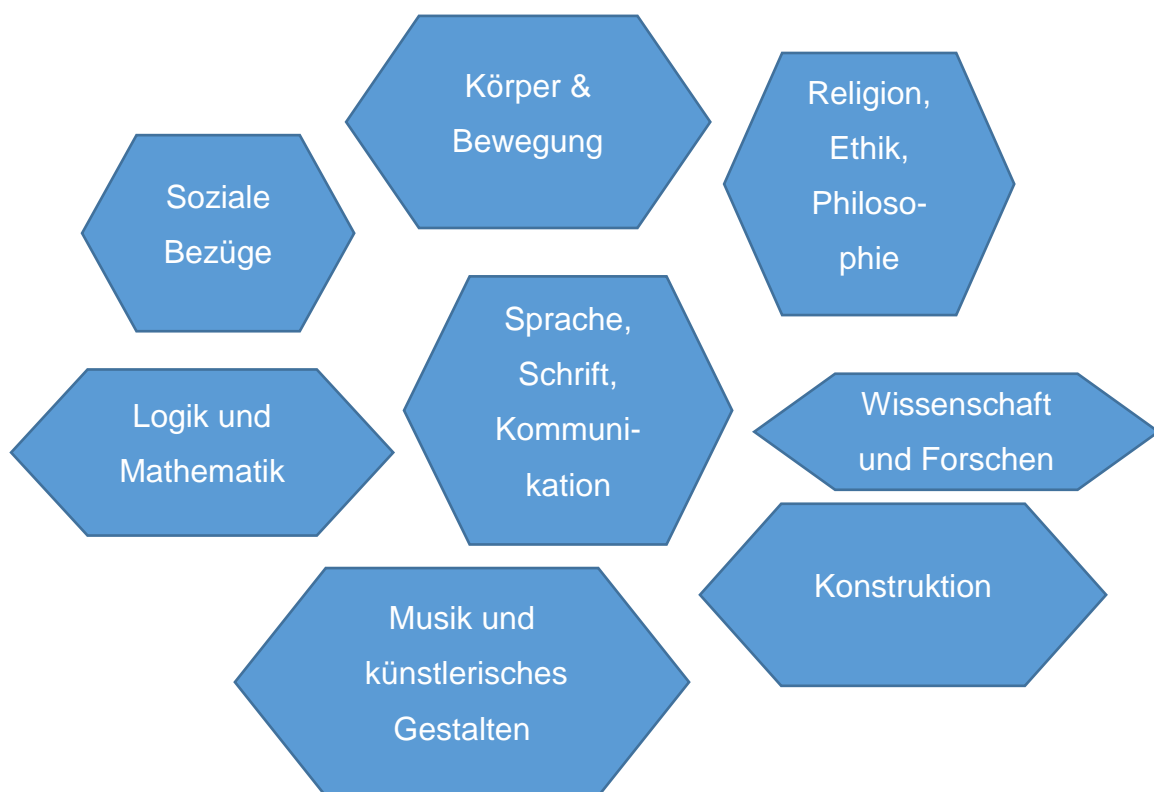 Körper &
Bewegung
Religion,
Ethik,
Philoso-
phie
Soziale
Bezüge
Sprache,
Schrift,
Kommuni-
kation
Logik und
Mathematik
Wissenschaft
und Forschen
Konstruktion
Musik und
künstlerisches
Gestalten